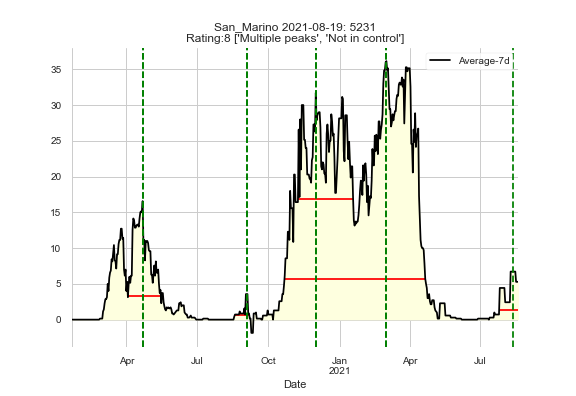 San_Marino 2021-08-19: 5231
Rating:8 ['Multiple peaks', 'Not in control']
Average-7d
35
30
25
20
15
10
5
0
Apr Jul Oct Jan Apr Jul
2021
Date